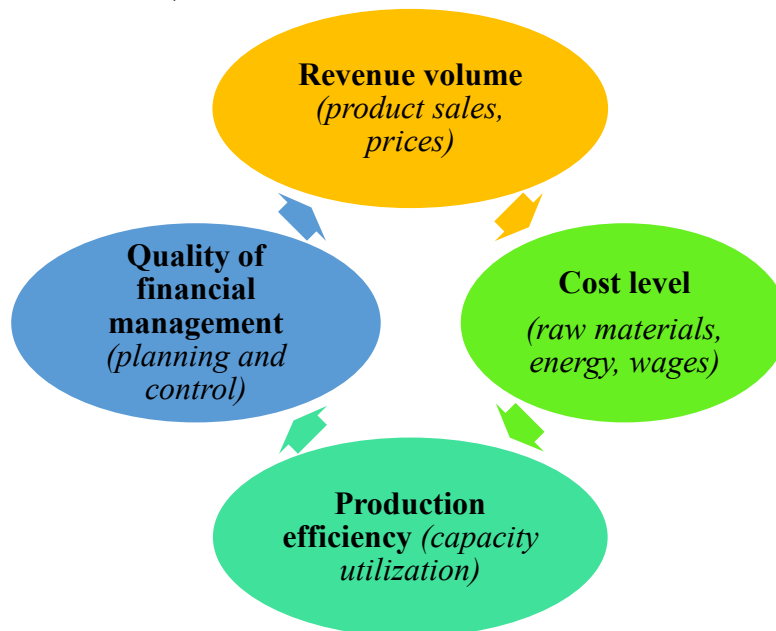 Revenue volume
(product sales,
prices)
Quality of
financial
management
(planning and
control)
Cost level
(raw materials,
energy, wages)
Production
efficiency (capacity
utilization)